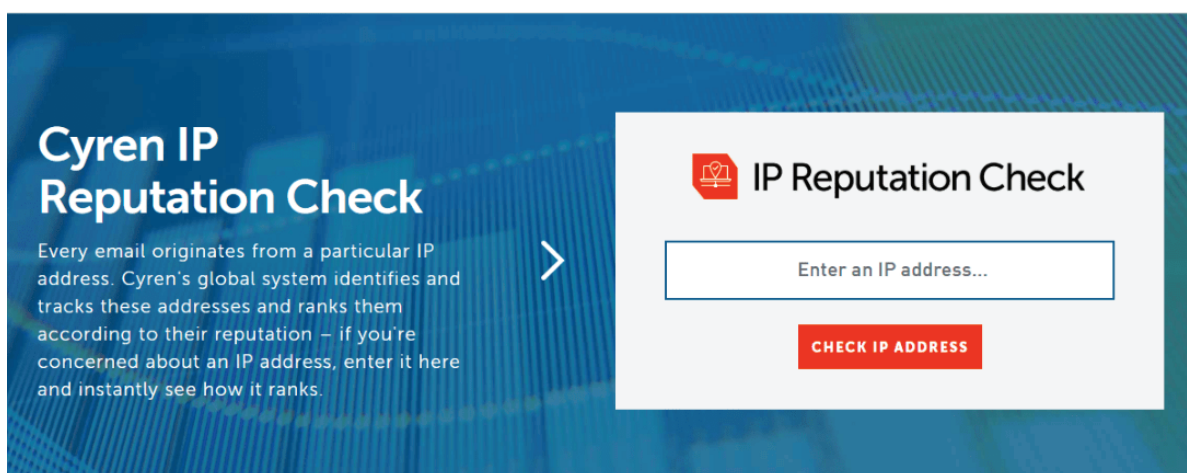 Cyren IP
Reputation Check
Every email originates from a particular IP
address. Cyren's global system identifies and
tracks these addresses and ranks them
according to their reputation – if you're
concerned about an IP address, enter it here
and instantly see how it ranks.
IP Reputation Check
Enter an IP address...
CHECK IP ADDRESS